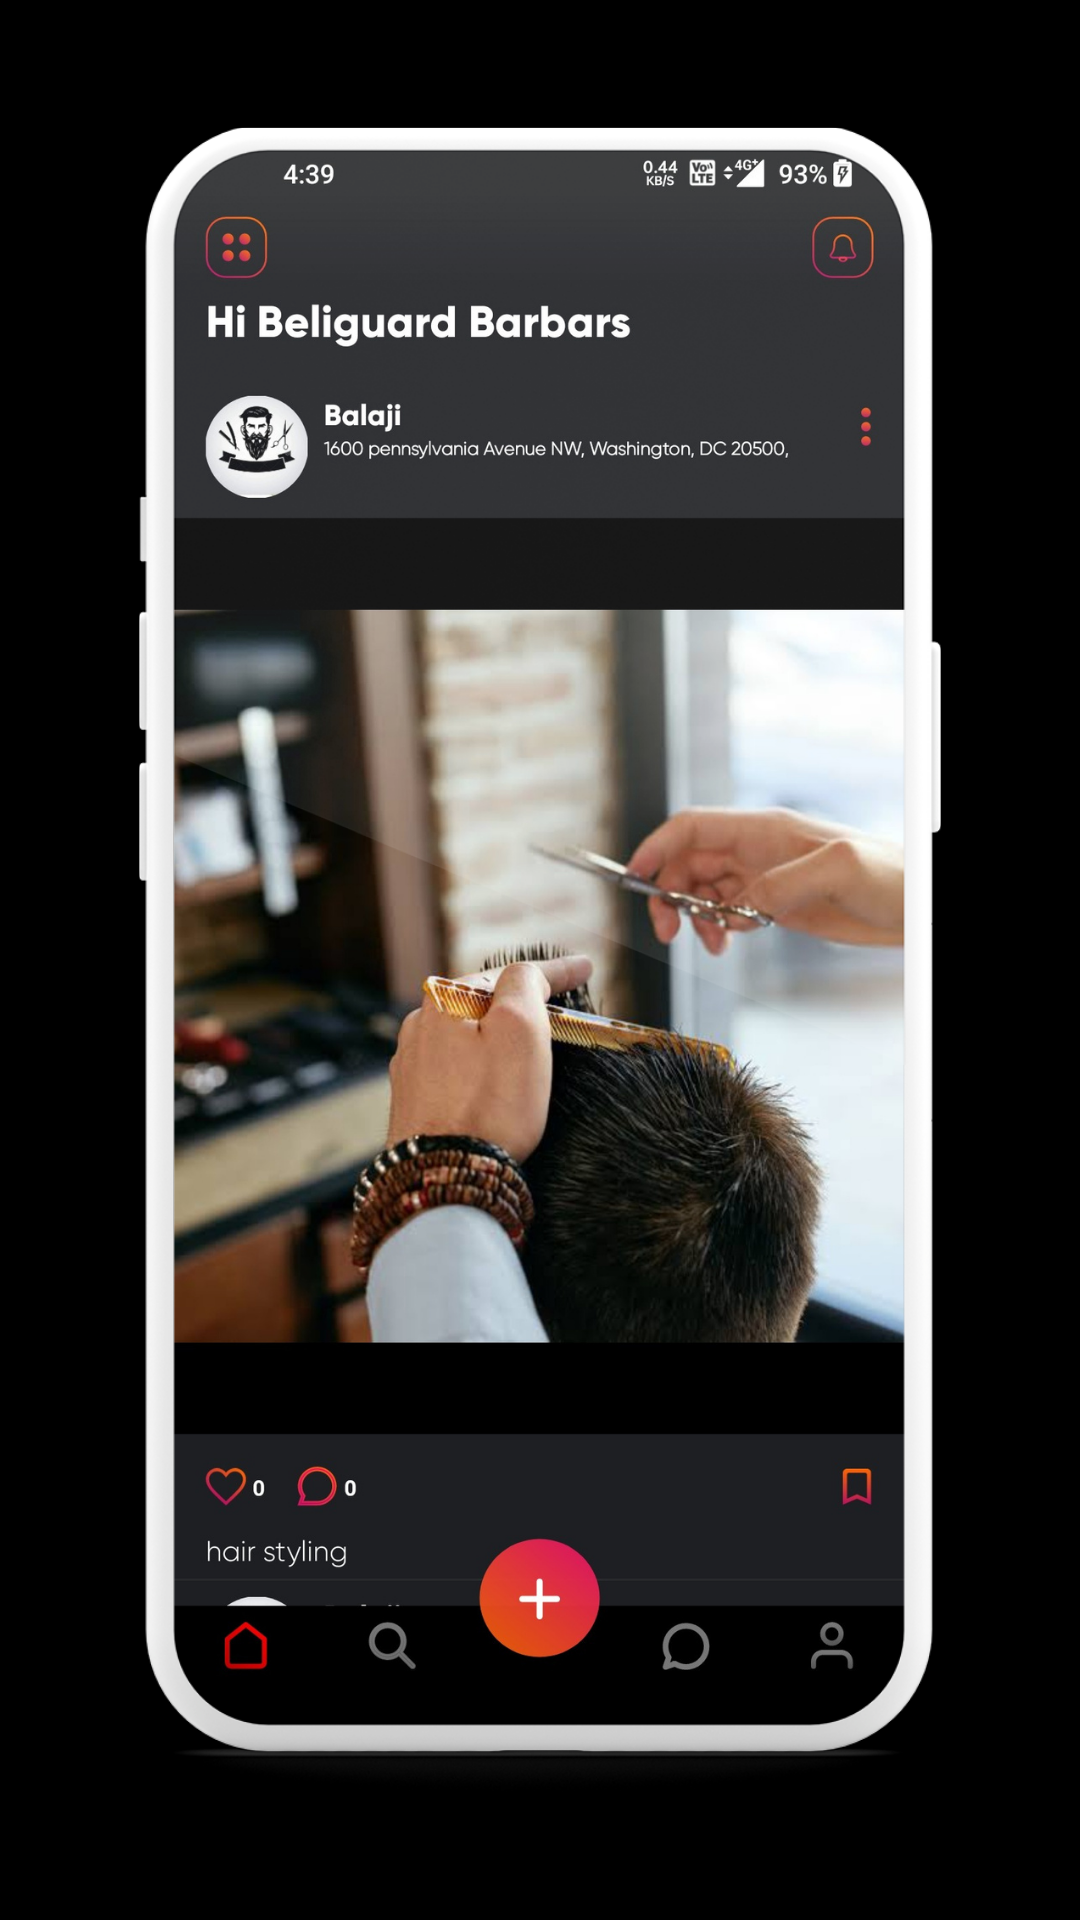 4:39
0.44
KB/S
Vo))
LTE
4G+
93%
Hi Beliguard Barbars
Balaji
1600 pennsylvania Avenue NW, Washington, DC 20500,
0
0
hair styling